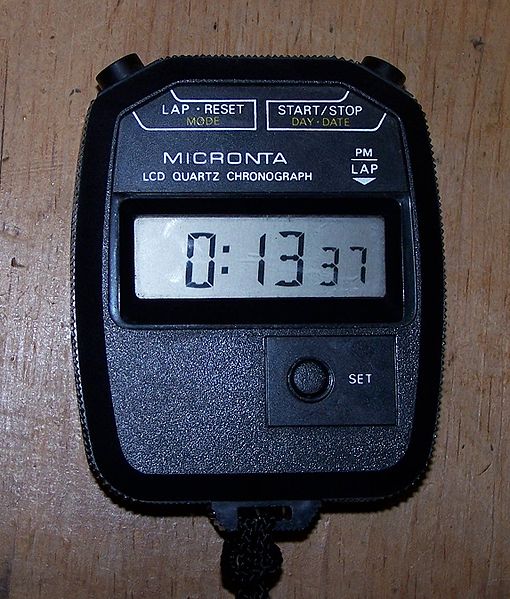 LAP · RESET
MODE
START/STOP
DAY · DATE
MICRONTA
LCD QUARTZ CHRONOGRAPH
PM
LAP
0:13 37
SET